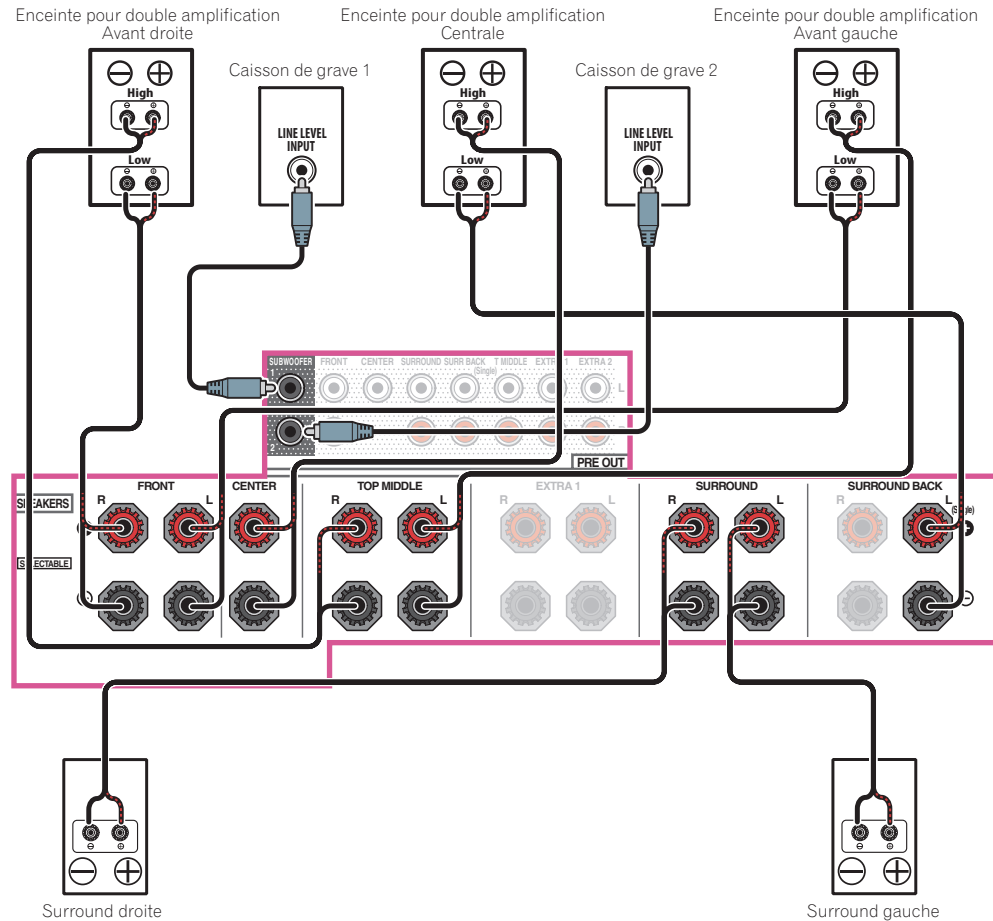 Enceinte pour double amplification
Avant droite
Enceinte pour double amplification
Centrale
Enceinte pour double amplification
Avant gauche
Caisson de grave 1
Caisson de grave 2
High
Low
LINE LEVEL
INPUT
High
Low
LINE LEVEL
INPUT
High
Low
SUBWOOFER
FRONT
CENTER
SURROUND
SURR BACK
(Single)
T MIDDLE
EXTRA 1
EXTRA 2
1
L
2
PRE OUT
SPEAKERS
SELECTABLE
FRONT
R
L
CENTER
TOP MIDDLE
R
L
EXTRA 1
R
L
SURROUND
R
L
SURROUND BACK
R
L
(Single)
Surround droite
Surround gauche